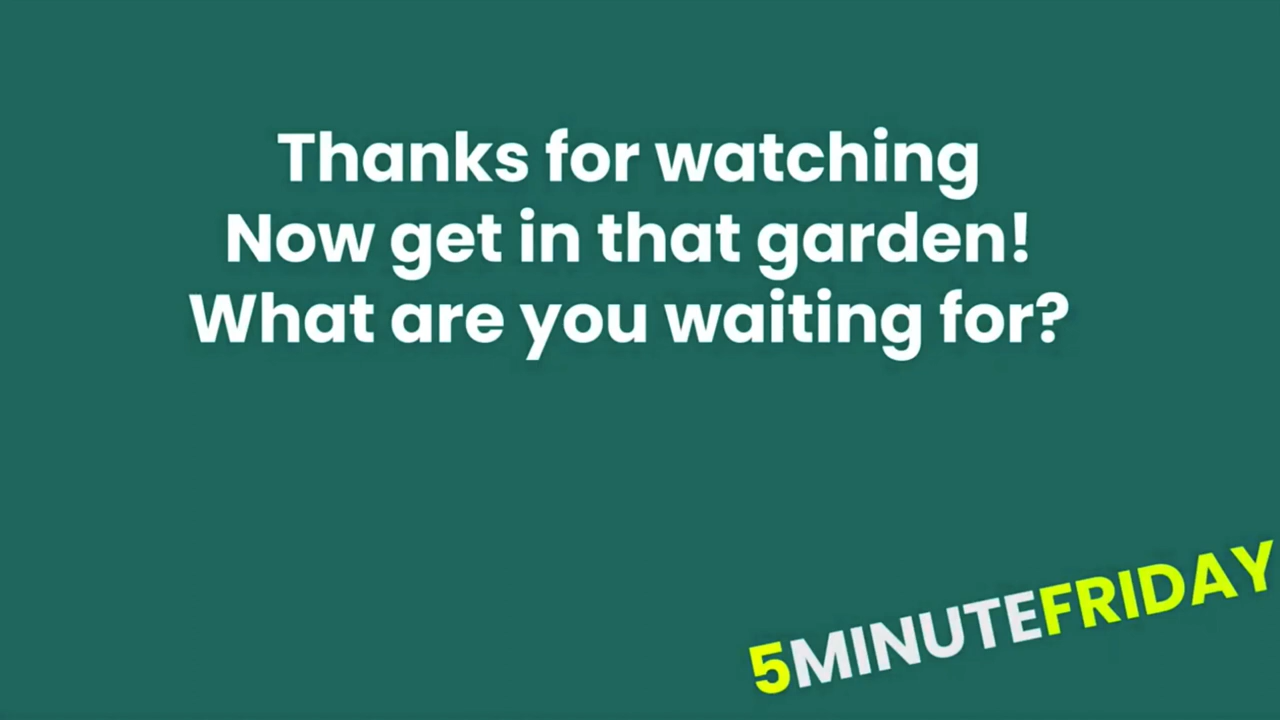 Thanks for watching
Now get in that garden!
What are you waiting for?
5MINUTEFRIDAY